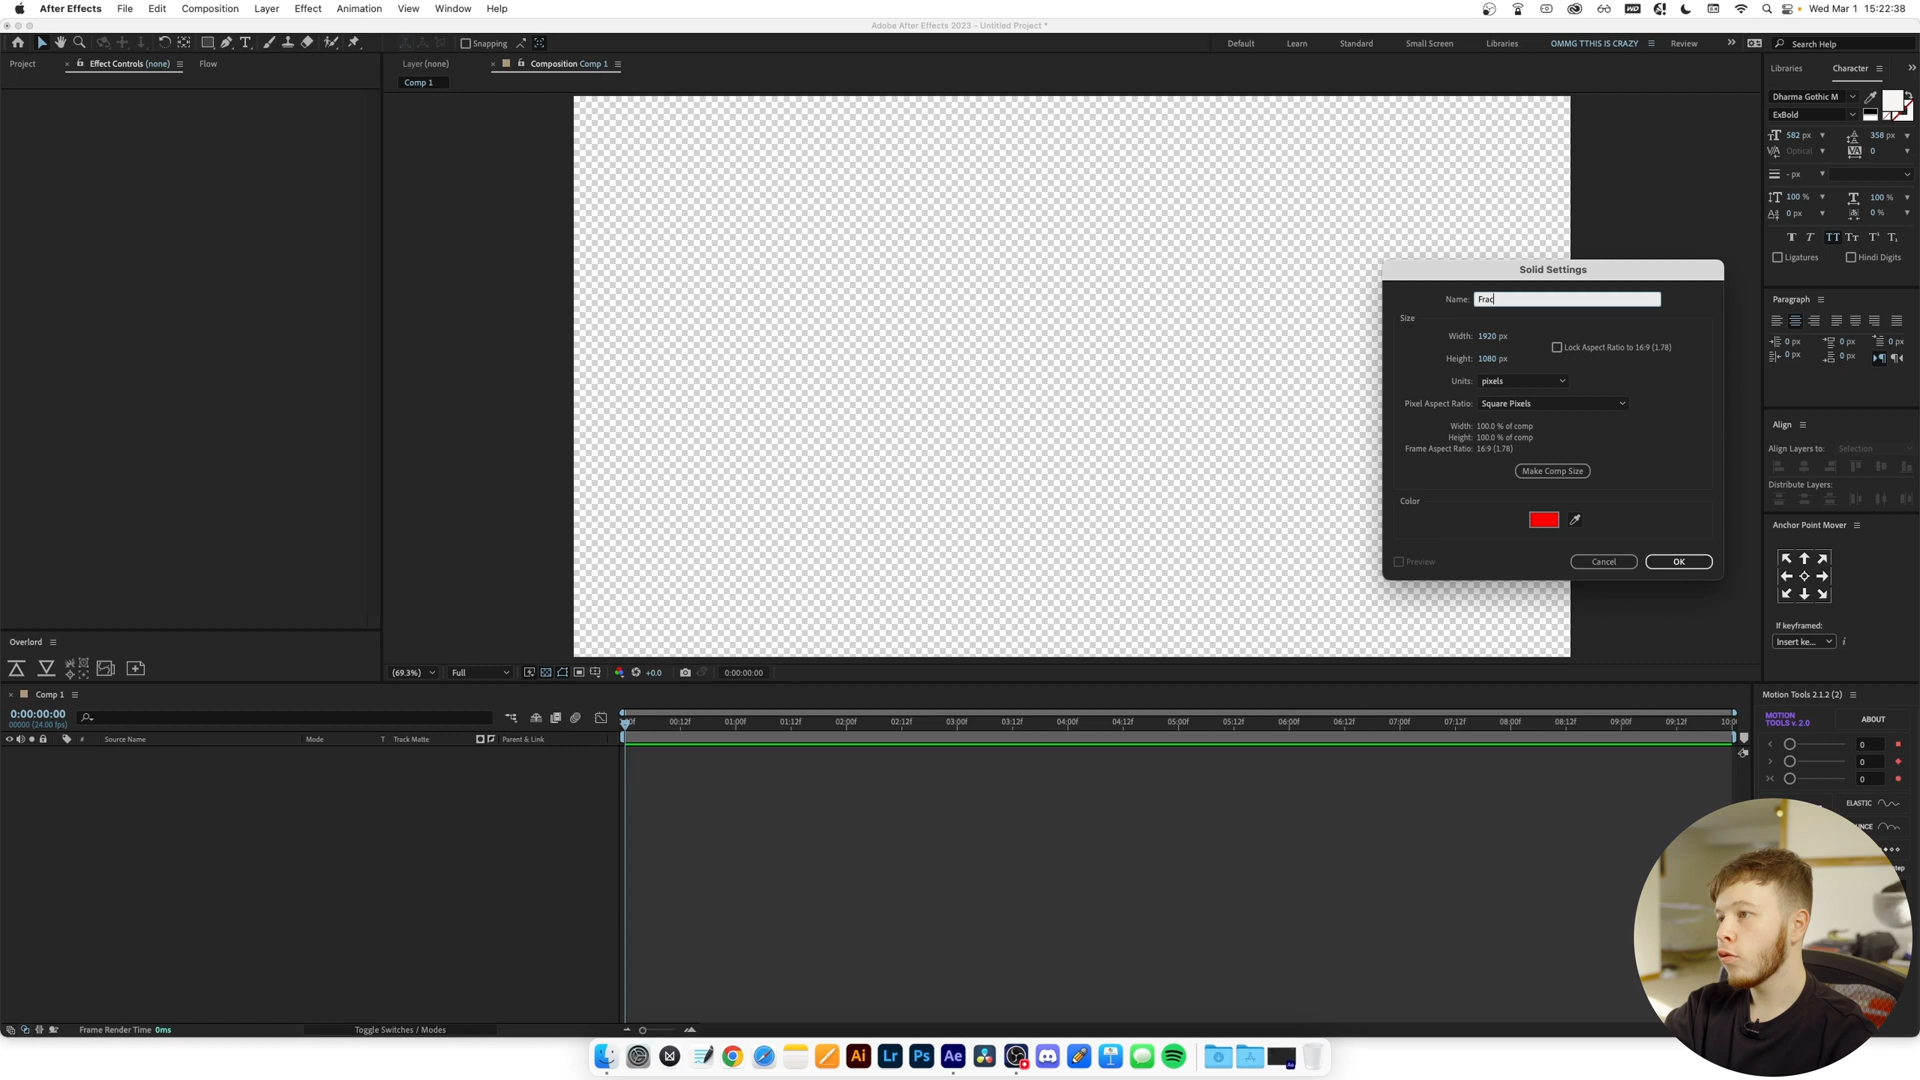 After Effects File Edit Composition Layer Effect Animation View Window Help
Wed Mar 1 15:22:38
Adobe After Effects 2023 - Untitled Project *
Snapping
Default Learn Standard Small Screen Libraries OMMG TTHIS IS CRAZY Review
Search Help
Project Effect Controls (none) Flow
Layer (none) Composition Comp 1
Comp 1
Libraries Character
Dharma Gothic M
ExBold
582 px 358 px
Optical 0
- px
100 % 100 %
0 px 0 %
Ligatures Hindi Digits
Paragraph
0 px 0 px 0 px
0 px 0 px
Align
Align Layers to: Selection
Distribute Layers:
Anchor Point Mover
If keyframed:
Insert ke...
Solid Settings
Name: Frac
Size
Width: 1920 px
Lock Aspect Ratio to 16:9 (1.78)
Height: 1080 px
Units: pixels
Pixel Aspect Ratio: Square Pixels
Width: 100.0 % of comp
Height: 100.0 % of comp
Frame Aspect Ratio: 16:9 (1.78)
Make Comp Size
Color
Preview Cancel OK
Overlord
(69.3%) Full +0.0 0:00:00:00
Comp 1
0:00:00:00
00000 (24.00 fps)
# Source Name Mode T Track Matte Parent & Link
00:12f 01:00f 01:12f 02:00f 02:12f 03:00f 03:12f 04:00f 04:12f 05:00f 05:12f 06:00f 06:12f 07:00f 07:12f 08:00f 08:12f 09:00f 09:12f
Motion Tools 2.1.2 (2)
MOTION
TOOLS v. 2.0
ABOUT
0
0
0
ELASTIC
Frame Render Time 0ms
Toggle Switches / Modes
Ai Lr Ps Ae